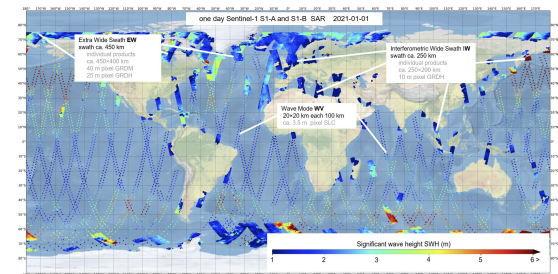 one day Sentinel-1 S1-A and S1-B SAR 2021-01-01
Extra Wide Swath EW
swath ca. 450 km
individual products
ca. 450×400 km
40 m pixel GRDM
25 m pixel GRDH
Interferometric Wide Swath IW
swath ca. 250 km
individual products
ca. 250×200 km
10 m pixel GRDH
Wave Mode WV
20×20 km each 100 km
ca. 3.5 m pixel SLC
Significant wave height SWH (m)
1 2 3 4 5 6 >